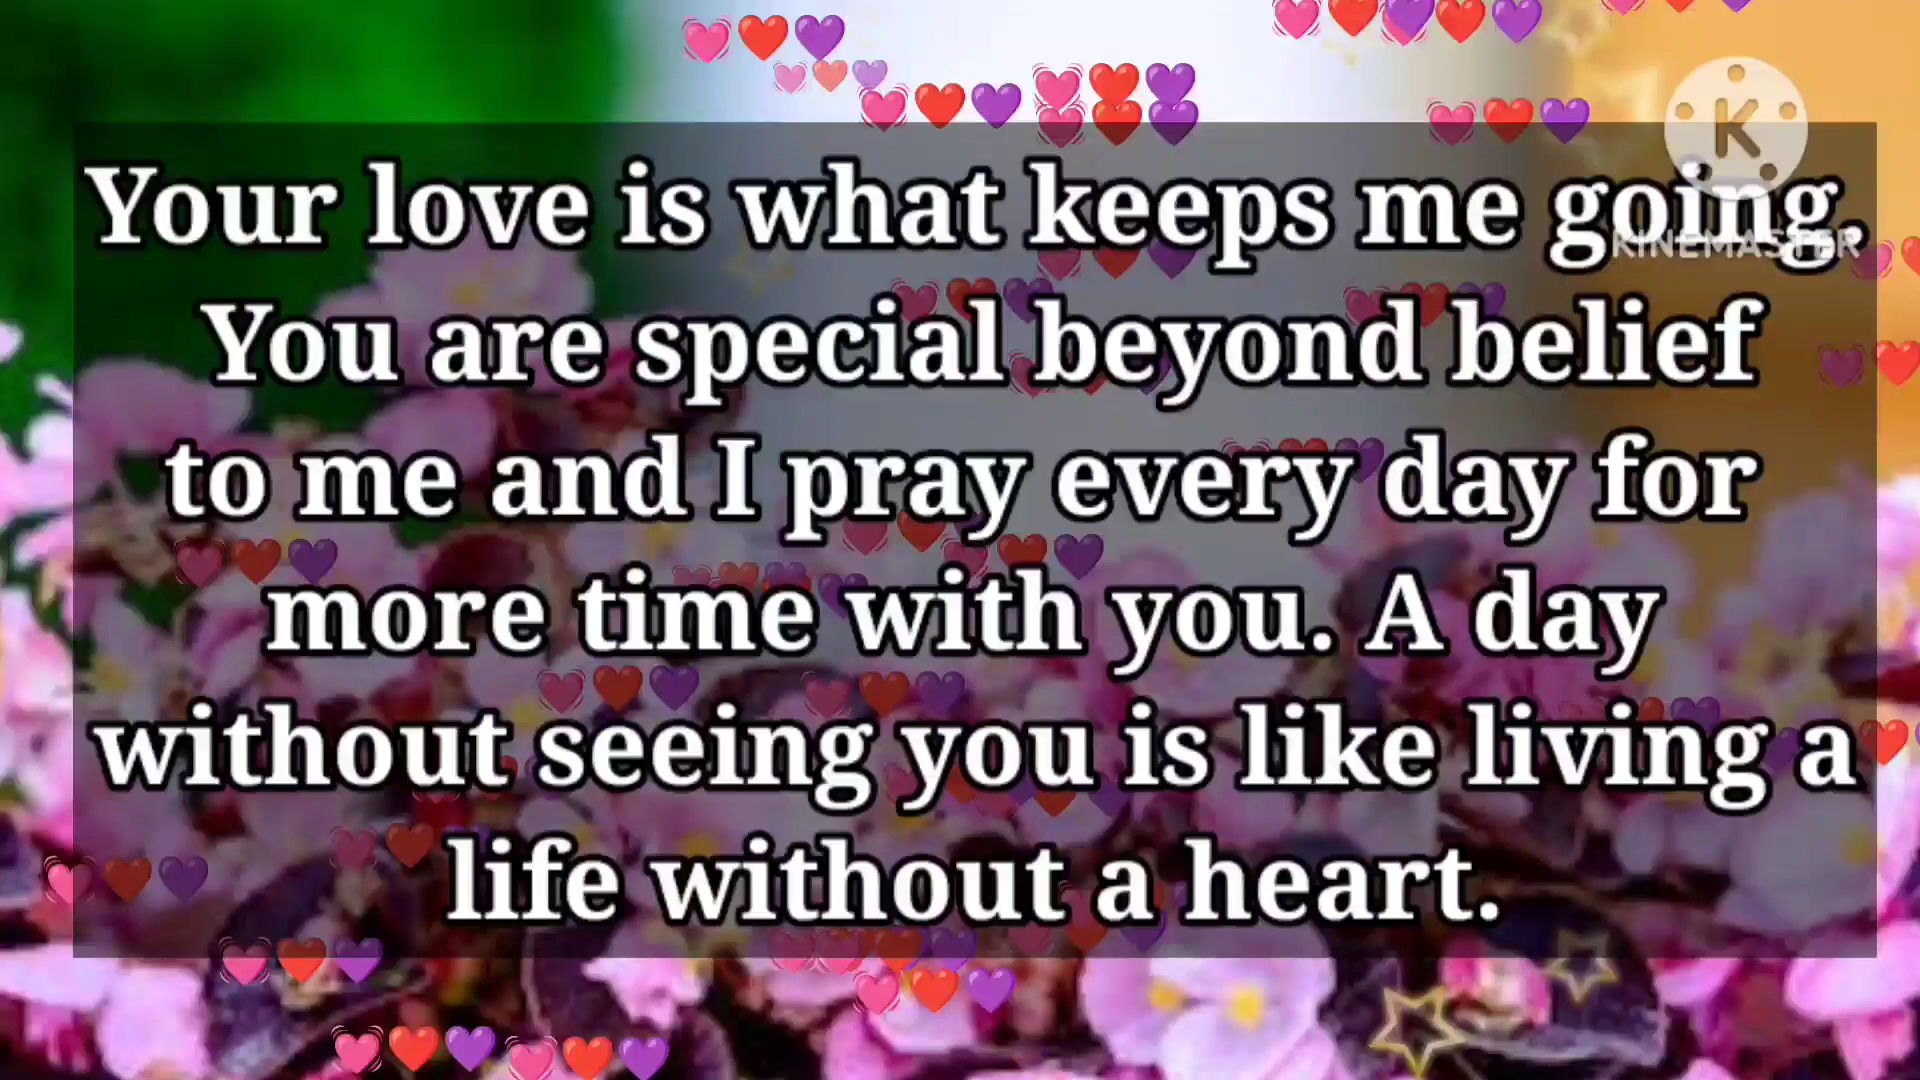 K
KINEMASTER
Your love is what keeps me going.
You are special beyond belief
to me and I pray every day for
more time with you. A day
without seeing you is like living a
life without a heart.